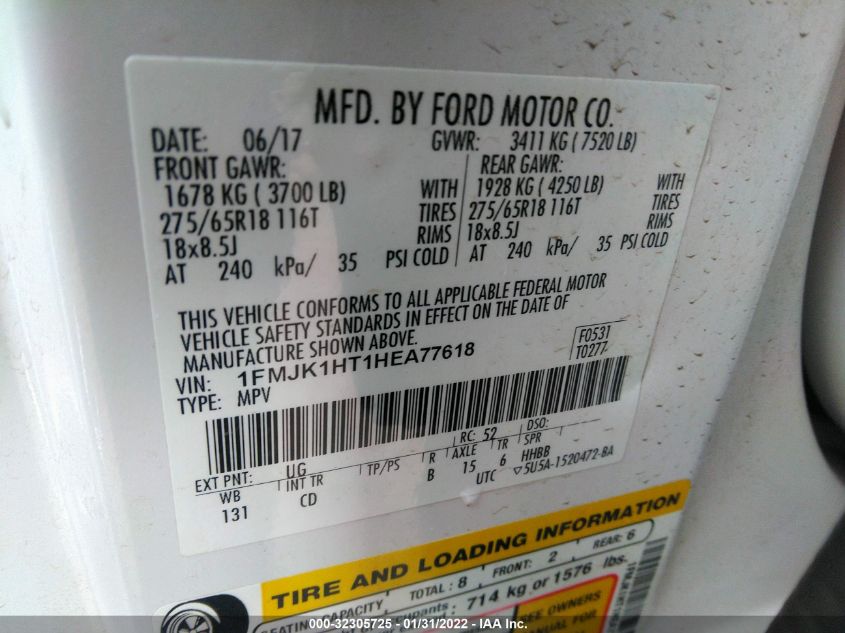 MFD. BY FORD MOTOR CO.
DATE: 06/17 GVWR: 3411 KG ( 7520 LB)
FRONT GAWR: REAR GAWR:
1678 KG ( 3700 LB) WITH 1928 KG ( 4250 LB) WITH
275/65R18 116T TIRES 275/65R18 116T TIRES
18x8.5J RIMS 18x8.5J RIMS
AT 240 kPa/ 35 PSI COLD AT 240 kPa/ 35 PSI COLD
THIS VEHICLE CONFORMS TO ALL APPLICABLE FEDERAL MOTOR
VEHICLE SAFETY STANDARDS IN EFFECT ON THE DATE OF
MANUFACTURE SHOWN ABOVE.
F0531
T0277
VIN: 1FMJK1HT1HEA77618
TYPE: MPV
EXT PNT: UG RC: 52 DSO:
WB INT TR TP/PS R AXLE TR SPR
131 CD B 15 6 HHBB
UTC ▽5U5A-1520472-BA
TIRE AND LOADING INFORMATION
SEATING CAPACITY TOTAL : 8 FRONT: 2 REAR: 6
714 kg or 1576 lbs.
SEE OWNERS
MANUAL FOR
000-32305725 - 01/31/2022 - IAA Inc.